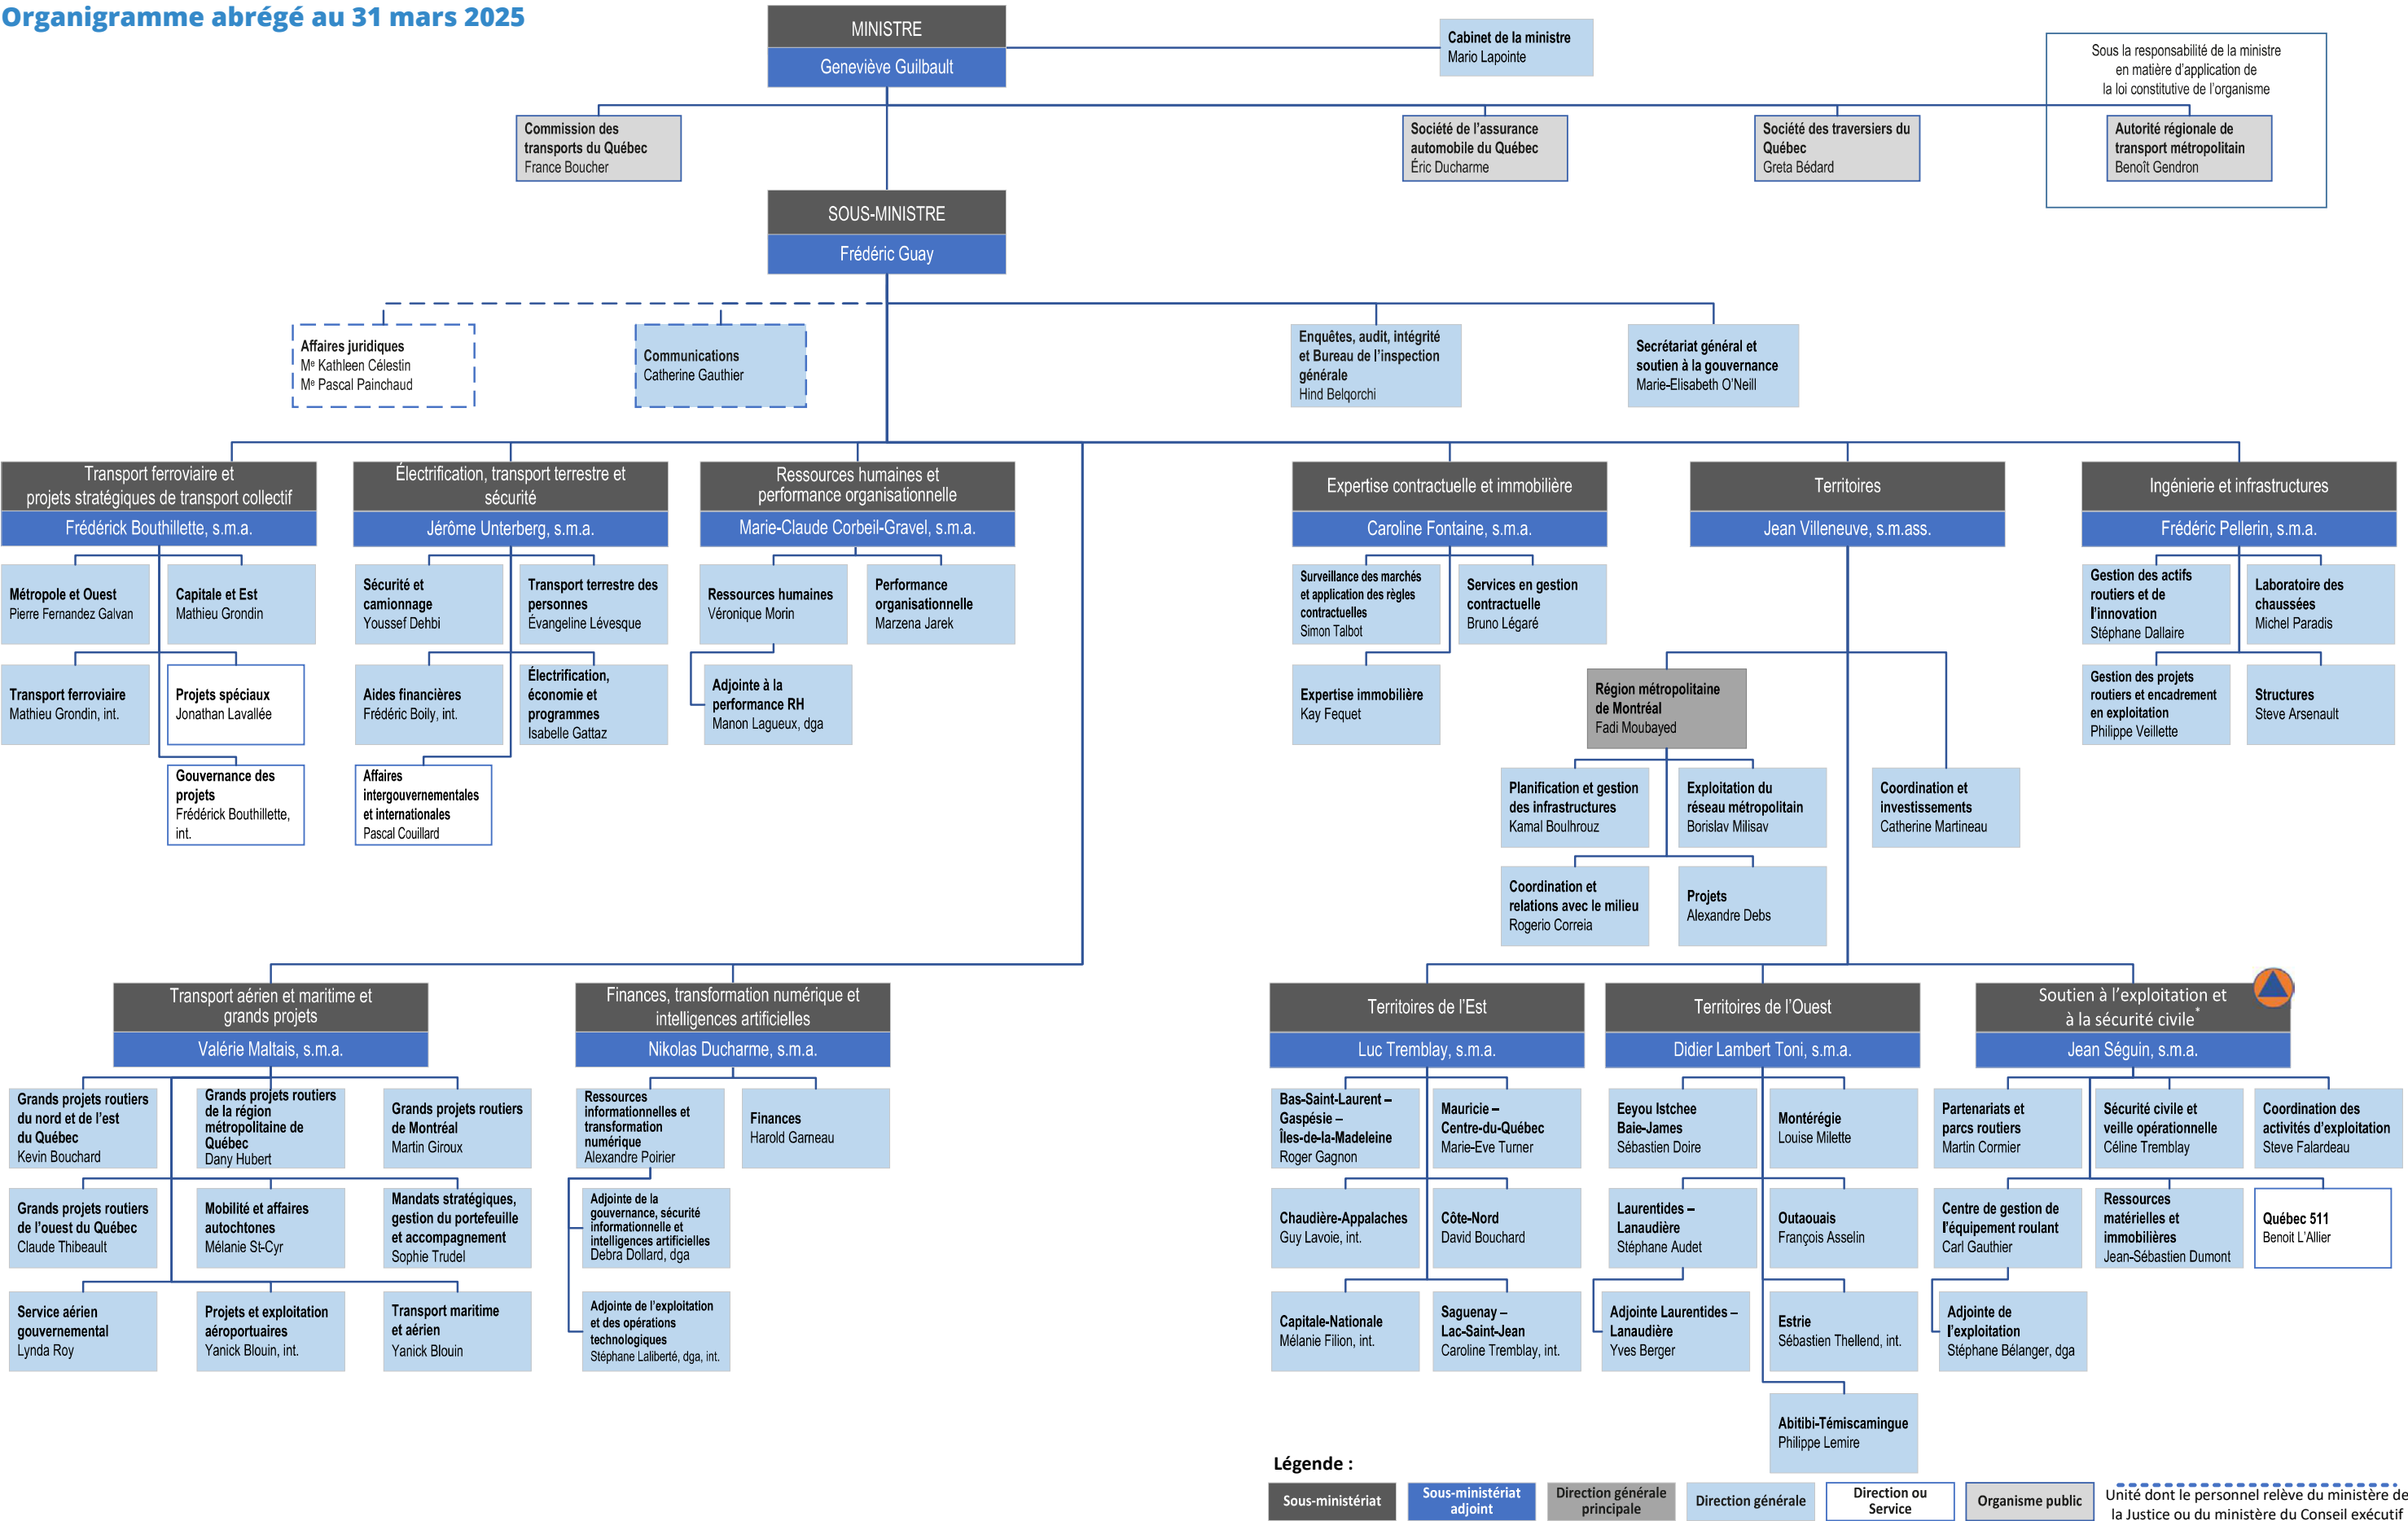 Organigramme abrégé au 31 mars 2025
MINISTRE
Geneviève Guilbault
Cabinet de la ministre
Mario Lapointe
Sous la responsabilité de la ministre
en matière d'application de
la loi constitutive de l'organisme
Commission des
transports du Québec
France Boucher
Société de l'assurance
automobile du Québec
Éric Ducharme
Société des traversiers du
Québec
Greta Bédard
Autorité régionale de
transport métropolitain
Benoît Gendron
SOUS-MINISTRE
Frédéric Guay
Affaires juridiques
Me Kathleen Célestin
Me Pascal Painchaud
Communications
Catherine Gauthier
Enquêtes, audit, intégrité
et Bureau de l'inspection
générale
Hind Belqorchi
Secrétariat général et
soutien à la gouvernance
Marie-Elisabeth O'Neill
Transport ferroviaire et
projets stratégiques de transport collectif
Frédérick Bouthillette, s.m.a.
Métropole et Ouest
Pierre Fernandez Galvan
Capitale et Est
Mathieu Grondin
Transport ferroviaire
Mathieu Grondin, int.
Projets spéciaux
Jonathan Lavallée
Gouvernance des
projets
Frédérick Bouthillette,
int.
Électrification, transport terrestre et
sécurité
Jérôme Unterberg, s.m.a.
Sécurité et
camionnage
Youssef Dehbi
Transport terrestre des
personnes
Évangeline Lévesque
Aides financières
Frédéric Boily, int.
Électrification,
économie et
programmes
Isabelle Gattaz
Affaires
intergouvernementales
et internationales
Pascal Couillard
Ressources humaines et
performance organisationnelle
Marie-Claude Corbeil-Gravel, s.m.a.
Ressources humaines
Véronique Morin
Performance
organisationnelle
Marzena Jarek
Adjointe à la
performance RH
Manon Lagueux, dga
Expertise contractuelle et immobilière
Caroline Fontaine, s.m.a.
Surveillance des marchés
et application des règles
contractuelles
Simon Talbot
Services en gestion
contractuelle
Bruno Légaré
Expertise immobilière
Kay Fequet
Territoires
Jean Villeneuve, s.m.ass.
Région métropolitaine
de Montréal
Fadi Moubayed
Planification et gestion
des infrastructures
Kamal Boulhrouz
Exploitation du
réseau métropolitain
Borislav Milisav
Coordination et
investissements
Catherine Martineau
Coordination et
relations avec le milieu
Rogerio Correia
Projets
Alexandre Debs
Ingénierie et infrastructures
Frédéric Pellerin, s.m.a.
Gestion des actifs
routiers et de
l'innovation
Stéphane Dallaire
Laboratoire des
chaussées
Michel Paradis
Gestion des projets
routiers et encadrement
en exploitation
Philippe Veillette
Structures
Steve Arsenault
Transport aérien et maritime et
grands projets
Valérie Maltais, s.m.a.
Grands projets routiers
du nord et de l'est
du Québec
Kevin Bouchard
Grands projets routiers
de la région
métropolitaine de
Québec
Dany Hubert
Grands projets routiers
de Montréal
Martin Giroux
Grands projets routiers
de l'ouest du Québec
Claude Thibeault
Mobilité et affaires
autochtones
Mélanie St-Cyr
Mandats stratégiques,
gestion du portefeuille
et accompagnement
Sophie Trudel
Service aérien
gouvernemental
Lynda Roy
Projets et exploitation
aéroportuaires
Yanick Blouin, int.
Transport maritime
et aérien
Yanick Blouin
Finances, transformation numérique et
intelligences artificielles
Nikolas Ducharme, s.m.a.
Ressources
informationnelles et
transformation
numérique
Alexandre Poirier
Finances
Harold Garneau
Adjointe de la
gouvernance, sécurité
informationnelle et
intelligences artificielles
Debra Dollard, dga
Adjointe de l'exploitation
et des opérations
technologiques
Stéphane Laliberté, dga, int.
Territoires de l'Est
Luc Tremblay, s.m.a.
Bas-Saint-Laurent –
Gaspésie –
Îles-de-la-Madeleine
Roger Gagnon
Mauricie –
Centre-du-Québec
Marie-Eve Turner
Chaudière-Appalaches
Guy Lavoie, int.
Côte-Nord
David Bouchard
Capitale-Nationale
Mélanie Filion, int.
Saguenay –
Lac-Saint-Jean
Caroline Tremblay, int.
Territoires de l'Ouest
Didier Lambert Toni, s.m.a.
Eeyou Istchee
Baie-James
Sébastien Doire
Montérégie
Louise Milette
Laurentides –
Lanaudière
Stéphane Audet
Outaouais
François Asselin
Adjointe Laurentides –
Lanaudière
Yves Berger
Estrie
Sébastien Thellend, int.
Abitibi-Témiscamingue
Philippe Lemire
Soutien à l'exploitation et
à la sécurité civile*
Jean Séguin, s.m.a.
Partenariats et
parcs routiers
Martin Cormier
Sécurité civile et
veille opérationnelle
Céline Tremblay
Coordination des
activités d'exploitation
Steve Falardeau
Centre de gestion de
l'équipement roulant
Carl Gauthier
Ressources
matérielles et
immobilières
Jean-Sébastien Dumont
Québec 511
Benoit L'Allier
Adjointe de
l'exploitation
Stéphane Bélanger, dga
Légende :
Sous-ministériat
Sous-ministériat
adjoint
Direction générale
principale
Direction générale
Direction ou
Service
Organisme public
Unité dont le personnel relève du ministère de
la Justice ou du ministère du Conseil exécutif